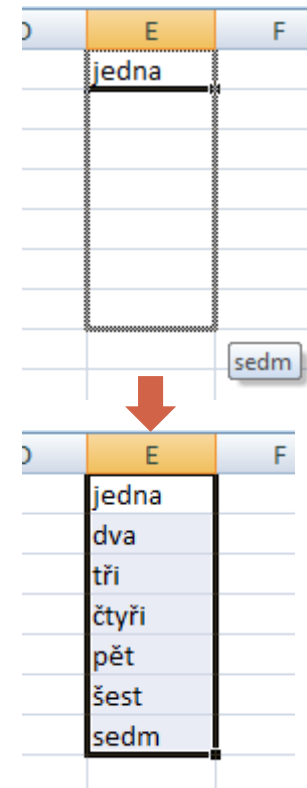 D E F
jedna
sedm
D E F
jedna
dva
tři
čtyři
pět
šest
sedm